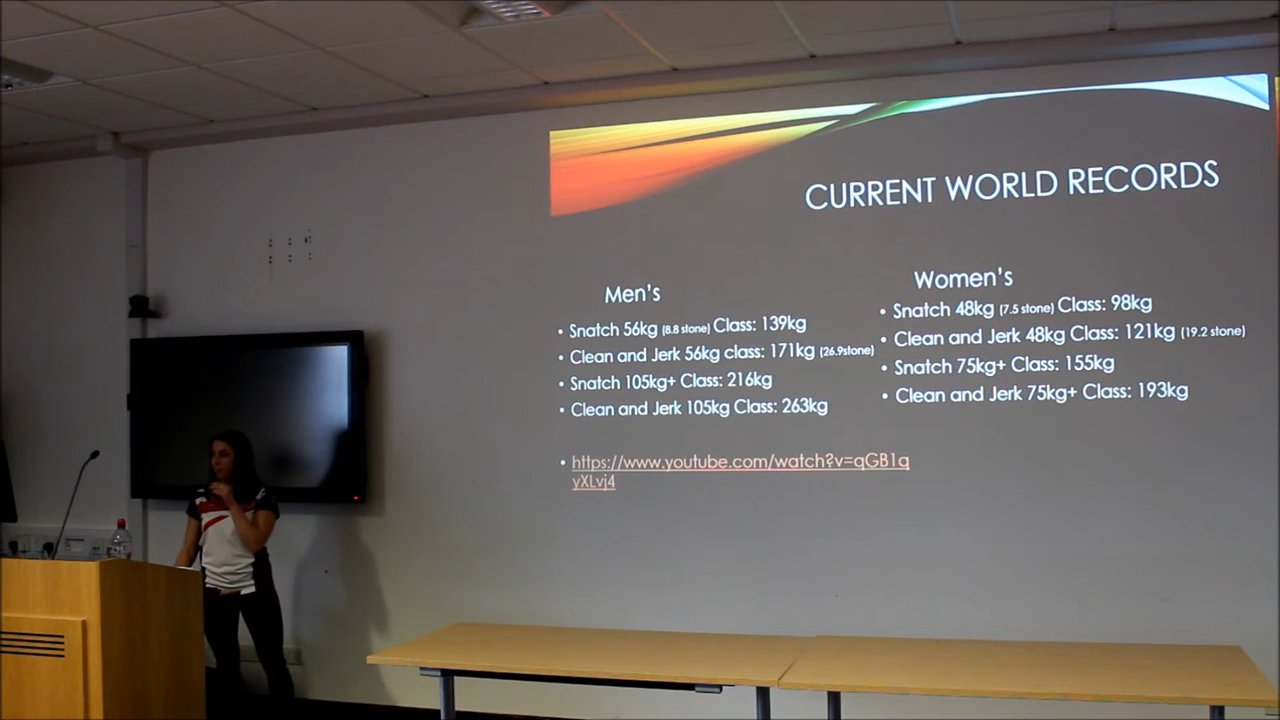 CURRENT WORLD RECORDS
Men's
• Snatch 56kg (8.8 stone) Class: 139kg
• Clean and Jerk 56kg class: 171kg (26.9stone)
• Snatch 105kg+ Class: 216kg
• Clean and Jerk 105kg Class: 263kg
• https://www.youtube.com/watch?v=qGB1q
yXLvj4
Women's
• Snatch 48kg (7.5 stone) Class: 98kg
• Clean and Jerk 48kg Class: 121kg (19.2 stone)
• Snatch 75kg+ Class: 155kg
• Clean and Jerk 75kg+ Class: 193kg